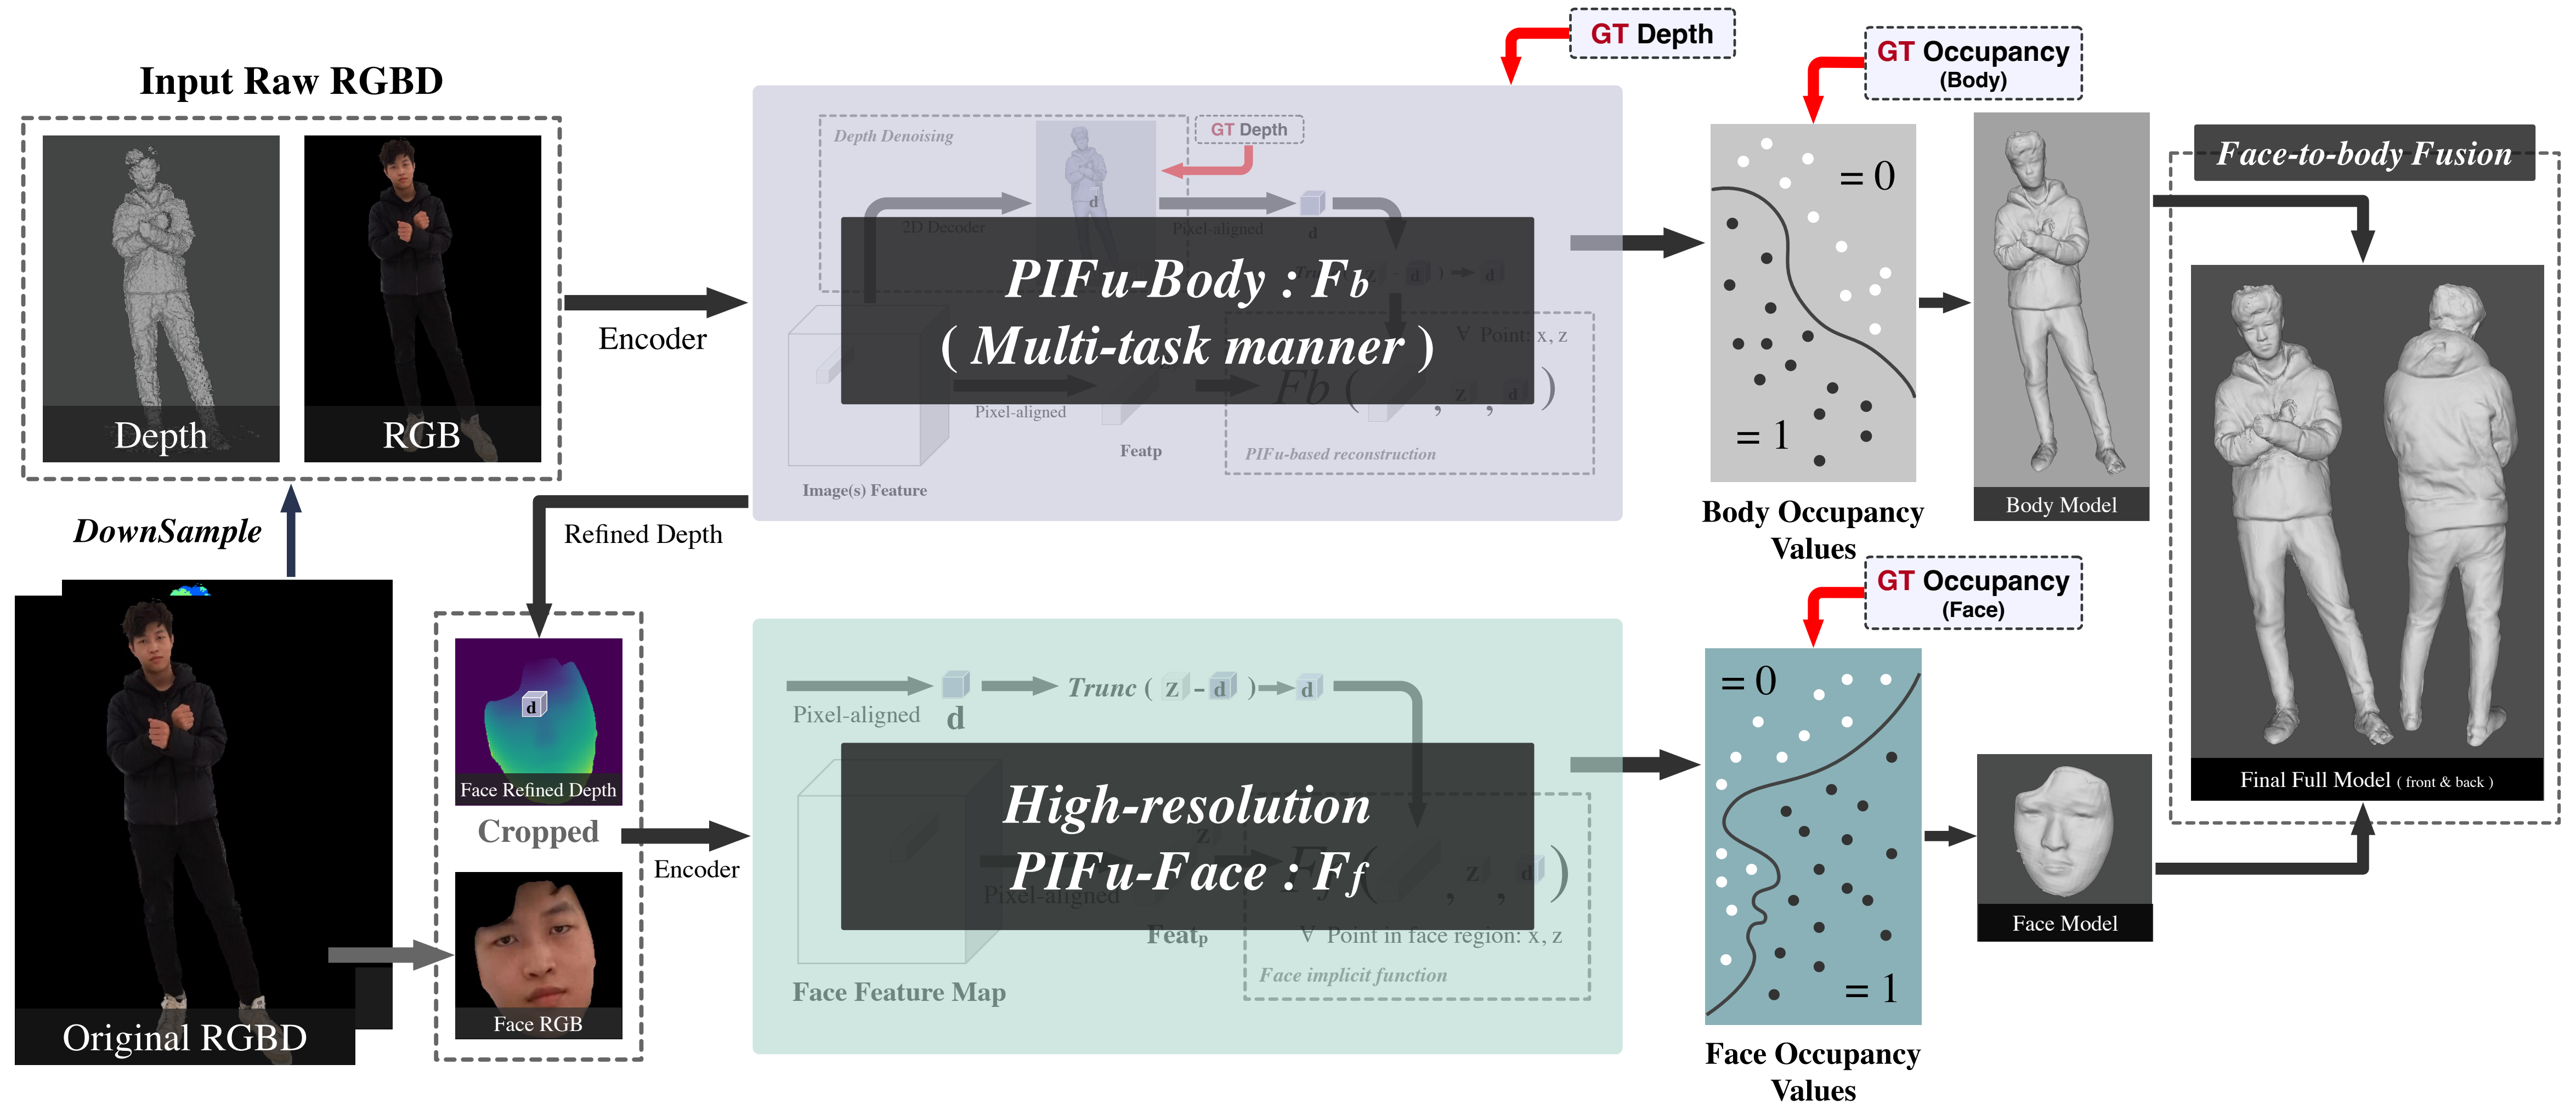 Input Raw RGBD
Depth
RGB
DownSample
Original RGBD
Encoder
Refined Depth
Face Refined Depth
d
Cropped
Face RGB
Encoder
GT Depth
Depth Denoising
GT Depth
d
2D Decoder
Pixel-aligned
d
- d ) d
PIFu-Body : Fb
( Multi-task manner )
∀ Point: x, z
Fb ( , z , d )
Pixel-aligned
Featp
PIFu-based reconstruction
Image(s) Feature
Pixel-aligned
d
Trunc ( z - d ) d
High-resolution
PIFu-Face : Ff
z
Ff ( , z , d )
Pixel-aligned
Featp
∀ Point in face region: x, z
Face implicit function
Face Feature Map
GT Occupancy
(Body)
= 0
= 1
Body Occupancy
Values
Body Model
GT Occupancy
(Face)
= 0
= 1
Face Occupancy
Values
Face Model
Face-to-body Fusion
Final Full Model ( front & back )